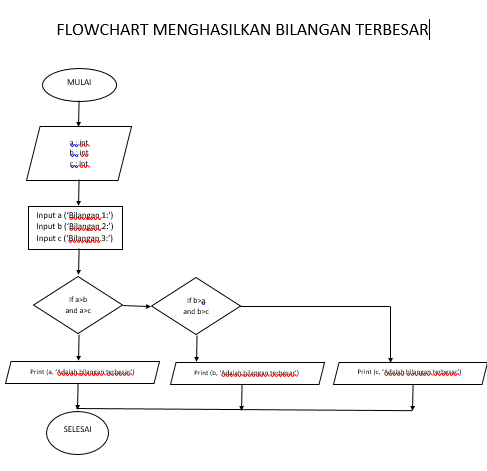 FLOWCHART MENGHASILKAN BILANGAN TERBESAR
MULAI
a : int
b : int
c : int
Input a ('Bilangan 1:')
Input b ('Bilangan 2:')
Input c ('Bilangan 3:')
If a>b
and a>c
If b>a
and b>c
Print (a, 'Adalah bilangan terbesar')
Print (b, 'Adalah bilangan terbesar')
Print (c, 'Adalah bilangan terbesar')
SELESAI